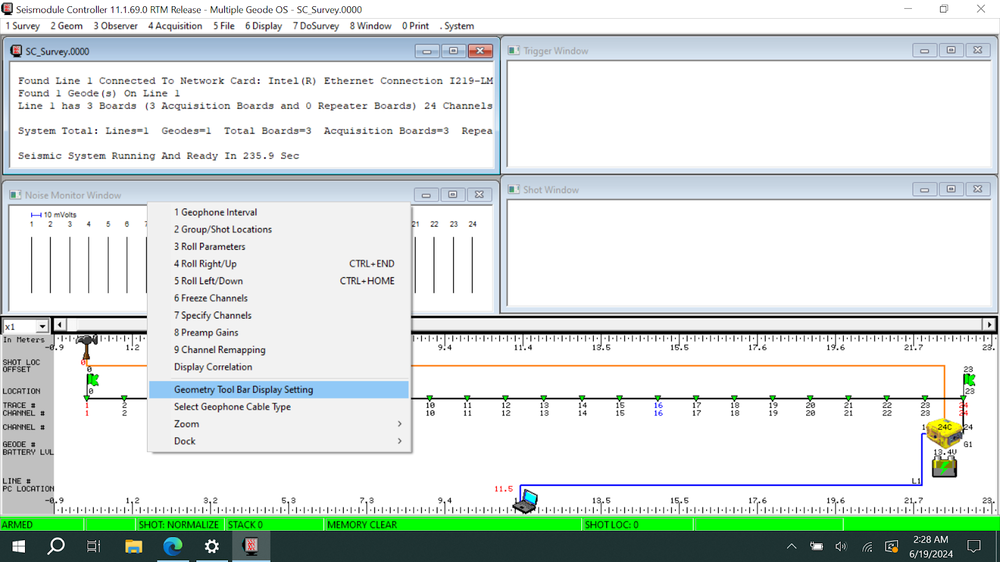 Seismodule Controller 11.1.69.0 RTM Release - Multiple Geode OS - SC_Survey.0000
1 Survey 2 Geom 3 Observer 4 Acquisition 5 File 6 Display 7 DoSurvey 8 Window 0 Print . System
SC_Survey.0000
Found Line 1 Connected To Network Card: Intel(R) Ethernet Connection I219-LM
Found 1 Geode(s) On Line 1
Line 1 has 3 Boards (3 Acquisition Boards and 0 Repeater Boards) 24 Channels
System Total: Lines=1 Geodes=1 Total Boards=3 Acquisition Boards=3 Repea
Seismic System Running And Ready In 235.9 Sec
Trigger Window
Noise Monitor Window
10 mVolts
1 2 3 4 5 6 7 21 22 23 24
Shot Window
1 Geophone Interval
2 Group/Shot Locations
3 Roll Parameters
4 Roll Right/Up CTRL+END
5 Roll Left/Down CTRL+HOME
6 Freeze Channels
7 Specify Channels
8 Preamp Gains
9 Channel Remapping
Display Correlation
Geometry Tool Bar Display Setting
Select Geophone Cable Type
Zoom
Dock
x1
In Meters
-0.9 1.2 9.4 11.4 13.5 15.5 17.6 19.6 21.7 23.
SHOT LOC 0
OFFSET 0 23
LOCATION 0 23
TRACE # 1 2 10 11 12 13 14 15 16 17 18 19 20 21 22 23 24
CHANNEL # 1 2 10 11 12 13 14 15 16 17 18 19 20 21 22 23 24
CHANNEL # 1 24C 24
GEODE # G1
BATTERY LVL 13.4V
LINE # L1
PC LOCATION 11.5
-0.9 1.2 3.2 5.3 7.3 9.4 13.5 15.5 17.6 19.6 21.7 23.
ARMED SHOT: NORMALIZE STACK 0 MEMORY CLEAR SHOT LOC: 0
2:28 AM
6/19/2024